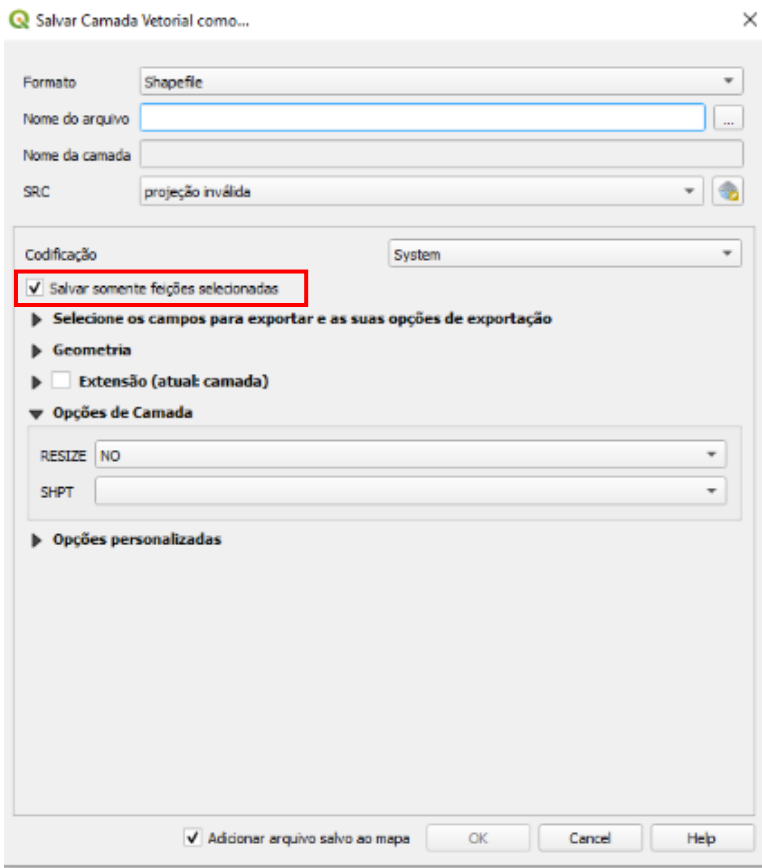 Salvar Camada Vetorial como...
Formato Shapefile
Nome do arquivo ...
Nome da camada
SRC projeção inválida
Codificação System
Salvar somente feições selecionadas
Selecione os campos para exportar e as suas opções de exportação
Geometria
Extensão (atual: camada)
Opções de Camada
RESIZE NO
SHPT
Opções personalizadas
Adicionar arquivo salvo ao mapa OK Cancel Help